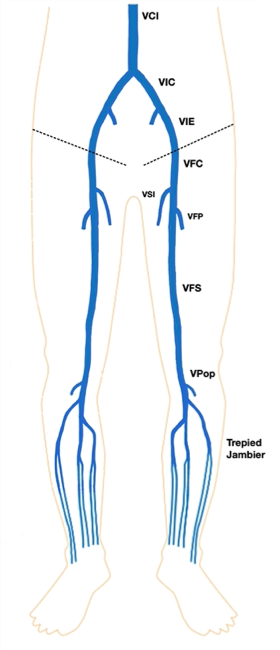 VCI
VIC
VIE
VFC
VSI
VFP
VFS
VPop
Trepied
Jambier